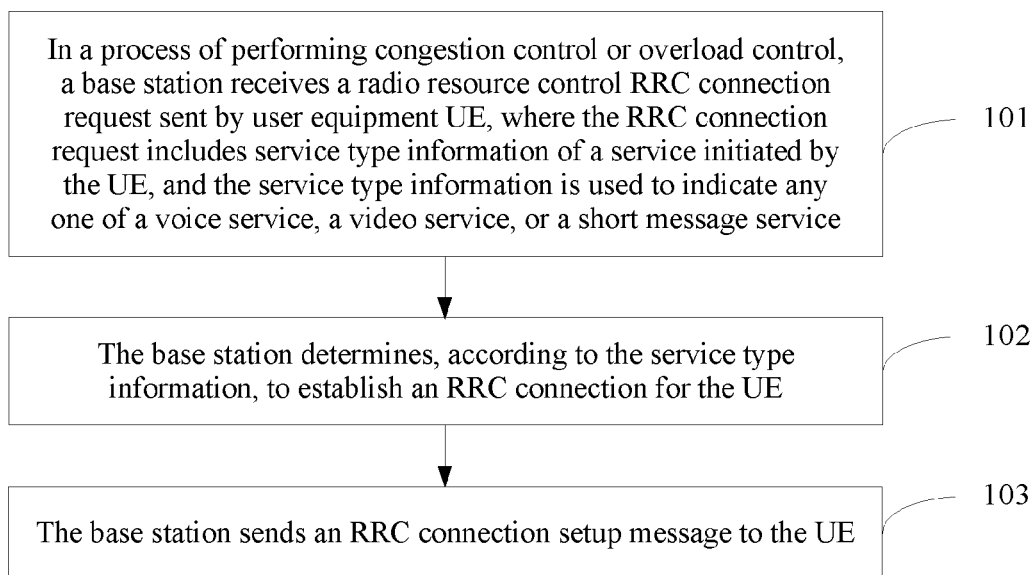 In a process of performing congestion control or overload control,
a base station receives a radio resource control RRC connection
request sent by user equipment UE, where the RRC connection
request includes service type information of a service initiated by
the UE, and the service type information is used to indicate any
one of a voice service, a video service, or a short message service
101
The base station determines, according to the service type
information, to establish an RRC connection for the UE
102
The base station sends an RRC connection setup message to the UE
103